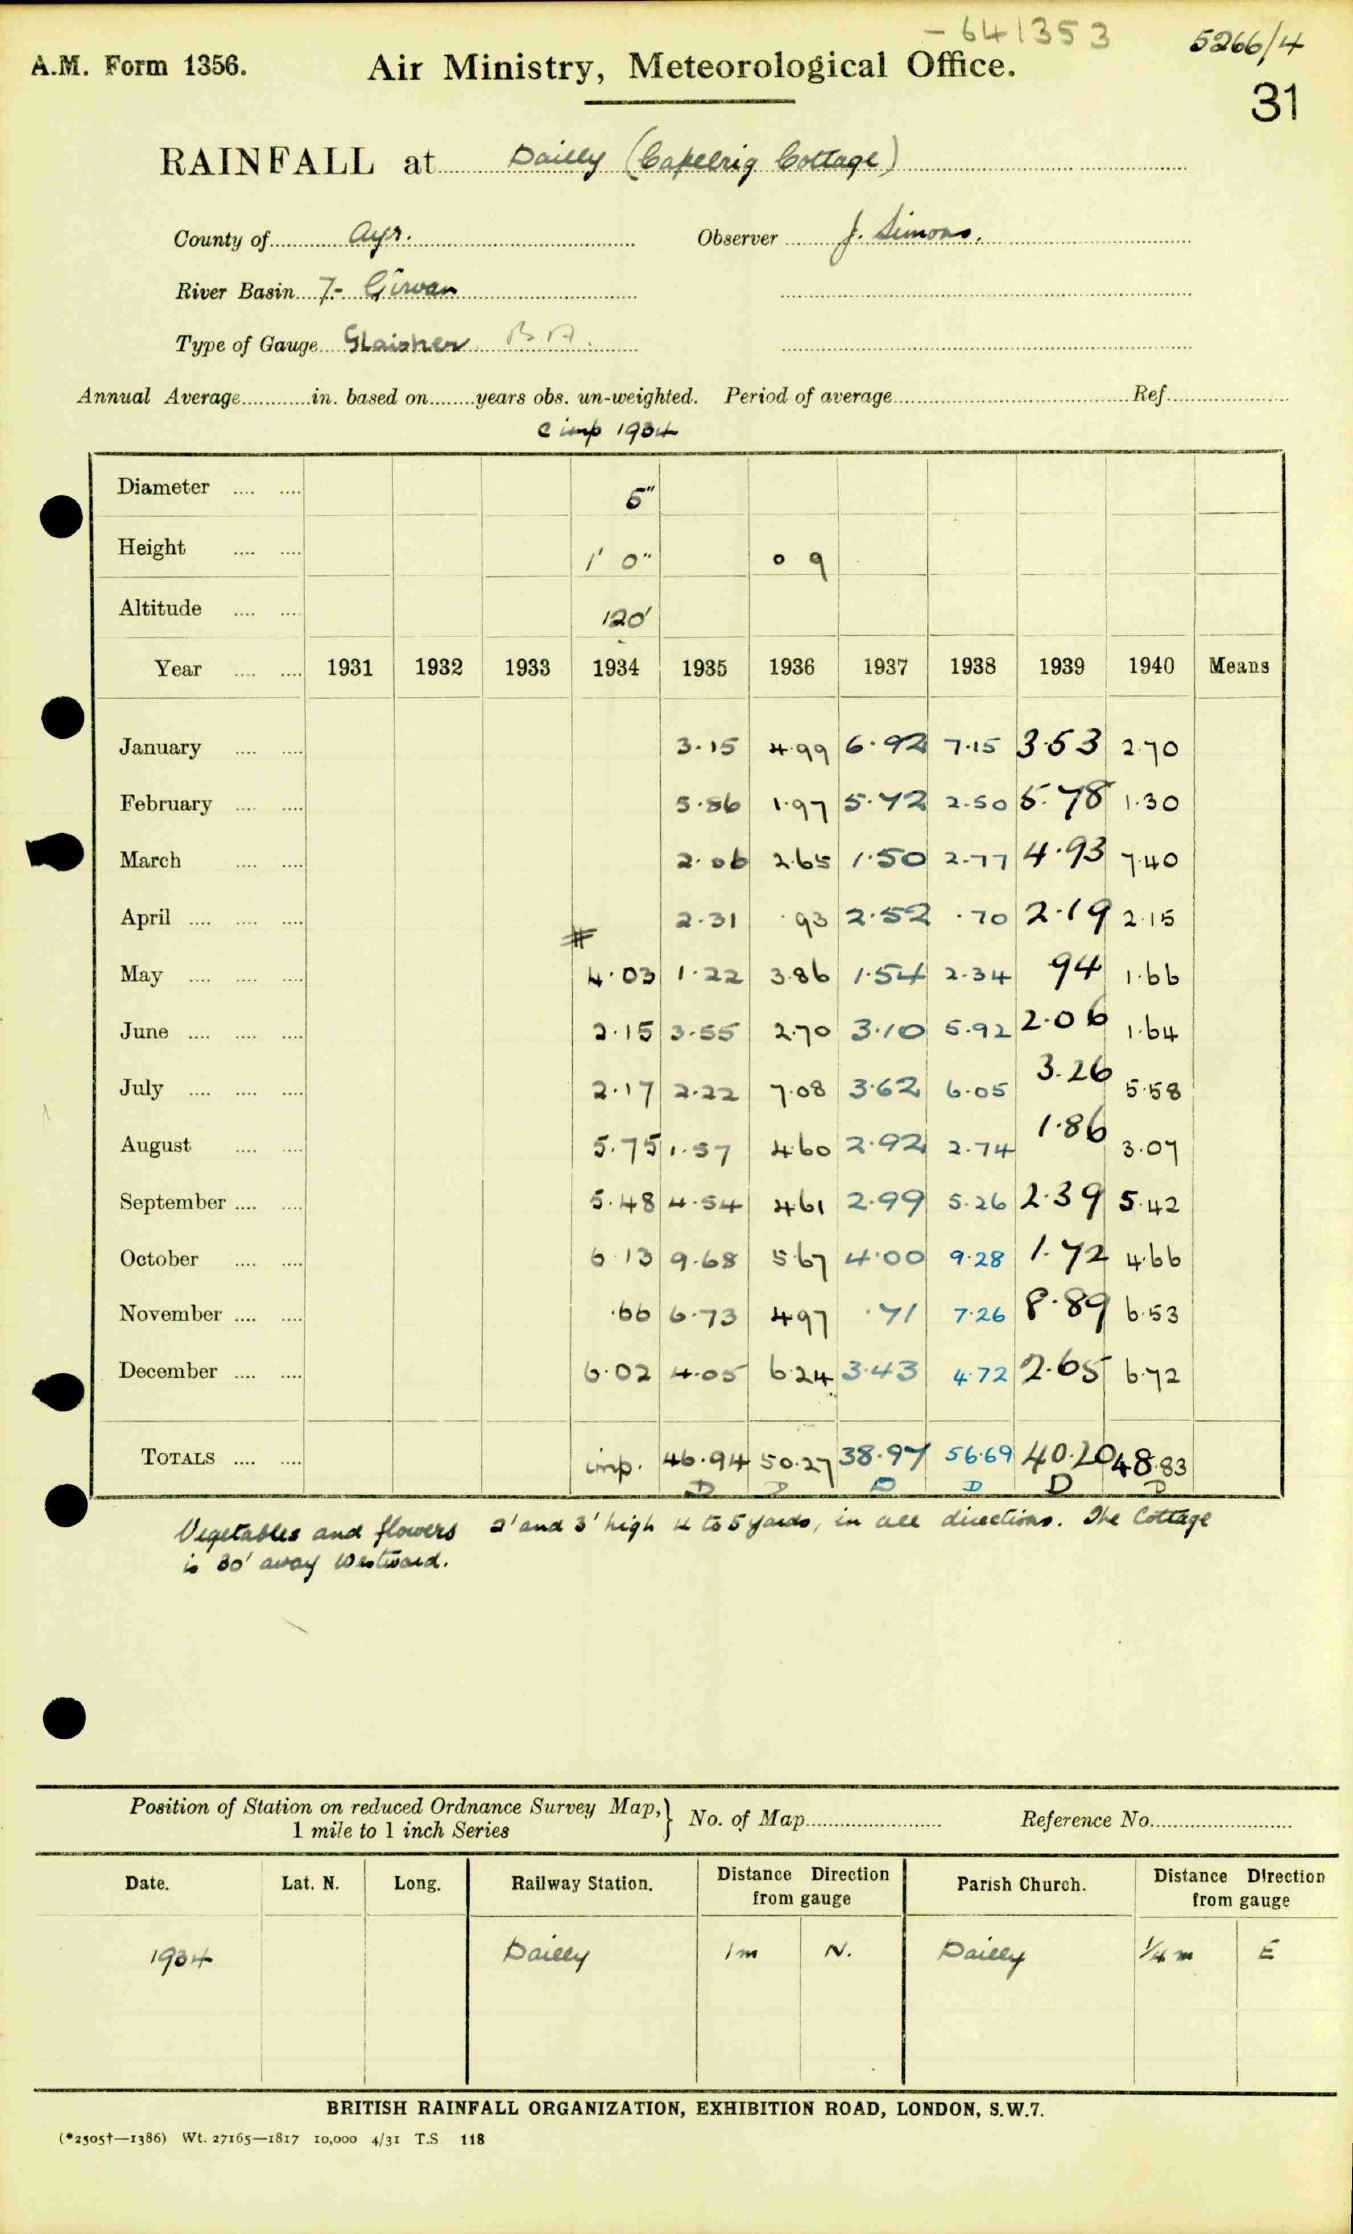 - 641353
5266/4
A.M. Form 1356. Air Ministry, Meteorological Office.
31
RAINFALL at Dailly (Capelrig Cottage)
County of Ayr. Observer J. Simons.
River Basin 7- Girvan
Type of Gauge Glaisher BA.
Annual Average in. based on years obs. un-weighted. Period of average Ref.
c imp 1934
Diameter 5"
Height 1' 0" 0 9
Altitude 120'
Year 1931 1932 1933 1934 1935 1936 1937 1938 1939 1940 Means
January 3.15 4.99 6.92 7.15 3.53 2.70
February 5.86 1.97 5.72 2.50 5.78 1.30
March 2.06 2.65 1.50 2.77 4.93 7.40
April 2.31 .93 2.52 .70 2.19 2.15
May 4.03 1.22 3.86 1.54 2.34 94 1.66
June 2.15 3.55 2.70 3.10 5.92 2.06 1.64
July 2.17 2.22 7.08 3.62 6.05 3.26 5.58
August 5.75 1.57 4.60 2.92 2.74 1.86 3.07
September 5.48 4.54 4.61 2.99 5.26 2.39 5.42
October 6.13 9.68 5.67 4.00 9.28 1.72 4.66
November .66 6.73 4.97 .71 7.26 8.89 6.53
December 6.02 4.05 6.24 3.43 4.72 2.65 6.72
TOTALS imp. 46.94 50.27 38.97 56.69 40.20 48.83
D D D D D D
Vegetables and flowers 2' and 3' high 4 to 5 yards, in all directions. The Cottage
is 30' away Westward.
Position of Station on reduced Ordnance Survey Map, 1 mile to 1 inch Series } No. of Map Reference No.
Date. Lat. N. Long. Railway Station. Distance Direction from gauge Parish Church. Distance Direction from gauge
1934 Dailly 1m N. Dailly 1/4 m E
BRITISH RAINFALL ORGANIZATION, EXHIBITION ROAD, LONDON, S.W.7.
(*2505†—1386) Wt. 27165—1817 10,000 4/31 T.S 118